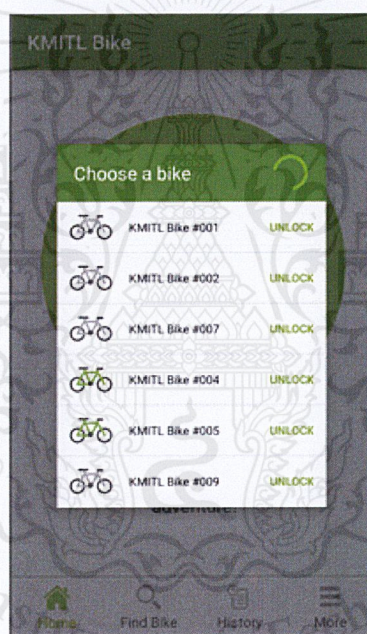 KMITL Bike
Choose a bike
KMITL Bike #001 UNLOCK
KMITL Bike #002 UNLOCK
KMITL Bike #007 UNLOCK
KMITL Bike #004 UNLOCK
KMITL Bike #005 UNLOCK
KMITL Bike #009 UNLOCK
adventure!
Home Find Bike History More